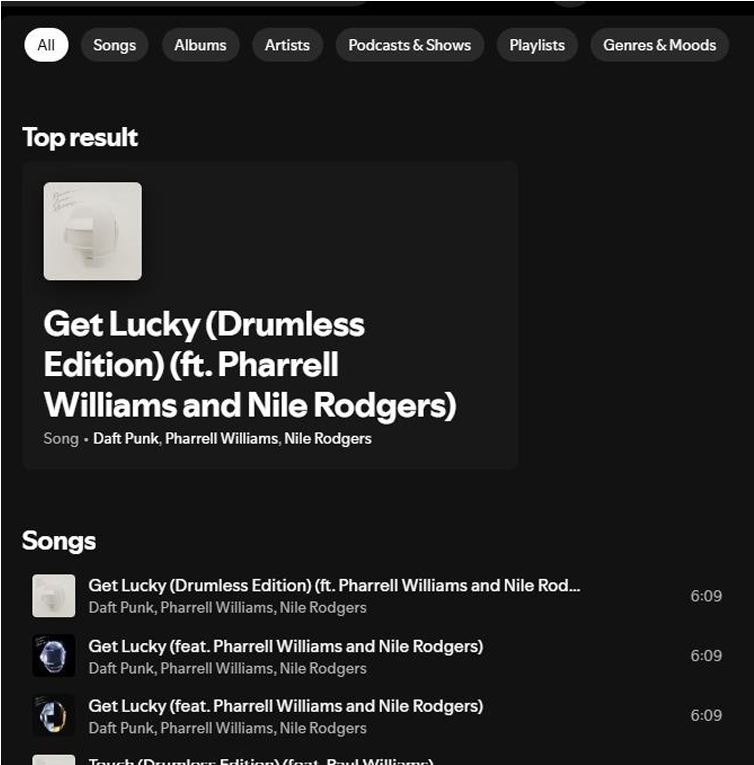 All
Songs
Albums
Artists
Podcasts & Shows
Playlists
Genres & Moods
Top result
Get Lucky (Drumless
Edition) (ft. Pharrell
Williams and Nile Rodgers)
Song • Daft Punk, Pharrell Williams, Nile Rodgers
Songs
Get Lucky (Drumless Edition) (ft. Pharrell Williams and Nile Rod...
Daft Punk, Pharrell Williams, Nile Rodgers
6:09
Get Lucky (feat. Pharrell Williams and Nile Rodgers)
Daft Punk, Pharrell Williams, Nile Rodgers
6:09
Get Lucky (feat. Pharrell Williams and Nile Rodgers)
Daft Punk, Pharrell Williams, Nile Rodgers
6:09
Touch (Drumless Edition) (feat. Paul Williams)